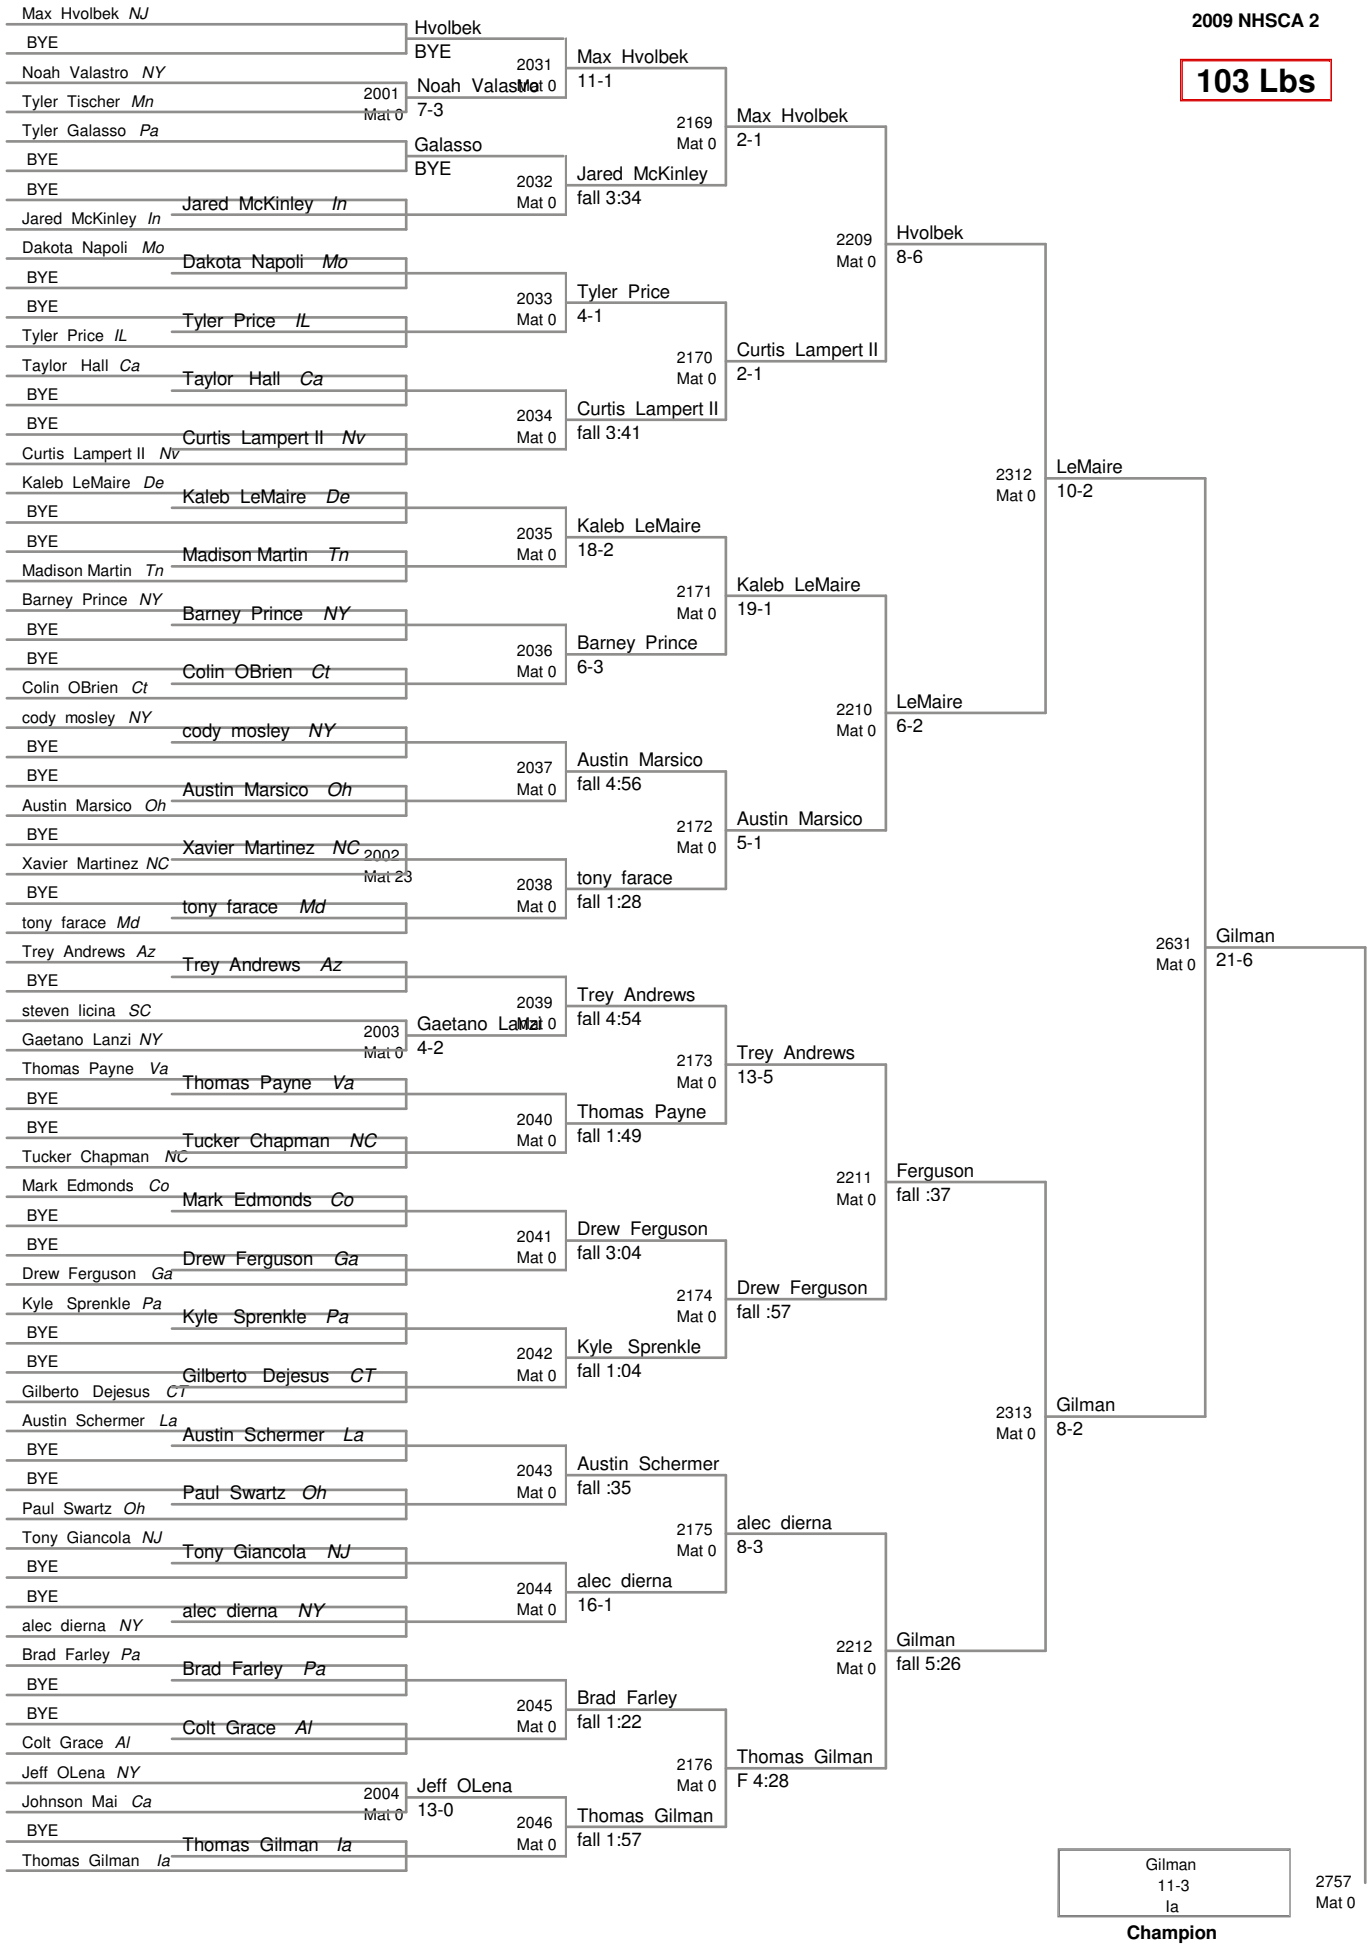 2009 NHSCA 2
103 Lbs
Max Hvolbek NJ
BYE
Noah Valastro NY
Tyler Tischer Mn
Tyler Galasso Pa
BYE
BYE
Jared McKinley In
Dakota Napoli Mo
BYE
BYE
Tyler Price IL
Taylor Hall Ca
BYE
BYE
Curtis Lampert II Nv
Kaleb LeMaire De
BYE
BYE
Madison Martin Tn
Barney Prince NY
BYE
BYE
Colin OBrien Ct
cody mosley NY
BYE
BYE
Austin Marsico Oh
BYE
Xavier Martinez NC
BYE
tony farace Md
Trey Andrews Az
BYE
steven licina SC
Gaetano Lanzi NY
Thomas Payne Va
BYE
BYE
Tucker Chapman NC
Mark Edmonds Co
BYE
BYE
Drew Ferguson Ga
Kyle Sprenkle Pa
BYE
BYE
Gilberto Dejesus CT
Austin Schermer La
BYE
BYE
Paul Swartz Oh
Tony Giancola NJ
BYE
BYE
alec dierna NY
Brad Farley Pa
BYE
BYE
Colt Grace Al
Jeff OLena NY
Johnson Mai Ca
BYE
Thomas Gilman Ia
Hvolbek
BYE
2001
Mat 0
Noah Valastro
7-3
Galasso
BYE
Jared McKinley In
Dakota Napoli Mo
Tyler Price IL
Taylor Hall Ca
Curtis Lampert II Nv
Kaleb LeMaire De
Madison Martin Tn
Barney Prince NY
Colin OBrien Ct
cody mosley NY
Austin Marsico Oh
Xavier Martinez NC
2002
Mat 23
tony farace Md
Trey Andrews Az
2003
Mat 0
Gaetano Lanzi
4-2
Thomas Payne Va
Tucker Chapman NC
Mark Edmonds Co
Drew Ferguson Ga
Kyle Sprenkle Pa
Gilberto Dejesus CT
Austin Schermer La
Paul Swartz Oh
Tony Giancola NJ
alec dierna NY
Brad Farley Pa
Colt Grace Al
2004
Mat 0
Jeff OLena
13-0
Thomas Gilman Ia
2031
Mat 0
Max Hvolbek
11-1
2032
Mat 0
Jared McKinley
fall 3:34
2033
Mat 0
Tyler Price
4-1
2034
Mat 0
Curtis Lampert II
fall 3:41
2035
Mat 0
Kaleb LeMaire
18-2
2036
Mat 0
Barney Prince
6-3
2037
Mat 0
Austin Marsico
fall 4:56
2038
Mat 0
tony farace
fall 1:28
2039
Mat 0
Trey Andrews
fall 4:54
2040
Mat 0
Thomas Payne
fall 1:49
2041
Mat 0
Drew Ferguson
fall 3:04
2042
Mat 0
Kyle Sprenkle
fall 1:04
2043
Mat 0
Austin Schermer
fall :35
2044
Mat 0
alec dierna
16-1
2045
Mat 0
Brad Farley
fall 1:22
2046
Mat 0
Thomas Gilman
fall 1:57
2169
Mat 0
Max Hvolbek
2-1
2170
Mat 0
Curtis Lampert II
2-1
2171
Mat 0
Kaleb LeMaire
19-1
2172
Mat 0
Austin Marsico
5-1
2173
Mat 0
Trey Andrews
13-5
2174
Mat 0
Drew Ferguson
fall :57
2175
Mat 0
alec dierna
8-3
2176
Mat 0
Thomas Gilman
F 4:28
2209
Mat 0
Hvolbek
8-6
2210
Mat 0
LeMaire
6-2
2211
Mat 0
Ferguson
fall :37
2212
Mat 0
Gilman
fall 5:26
2312
Mat 0
LeMaire
10-2
2313
Mat 0
Gilman
8-2
2631
Mat 0
Gilman
21-6
2757
Mat 0
Gilman
11-3
Ia
Champion